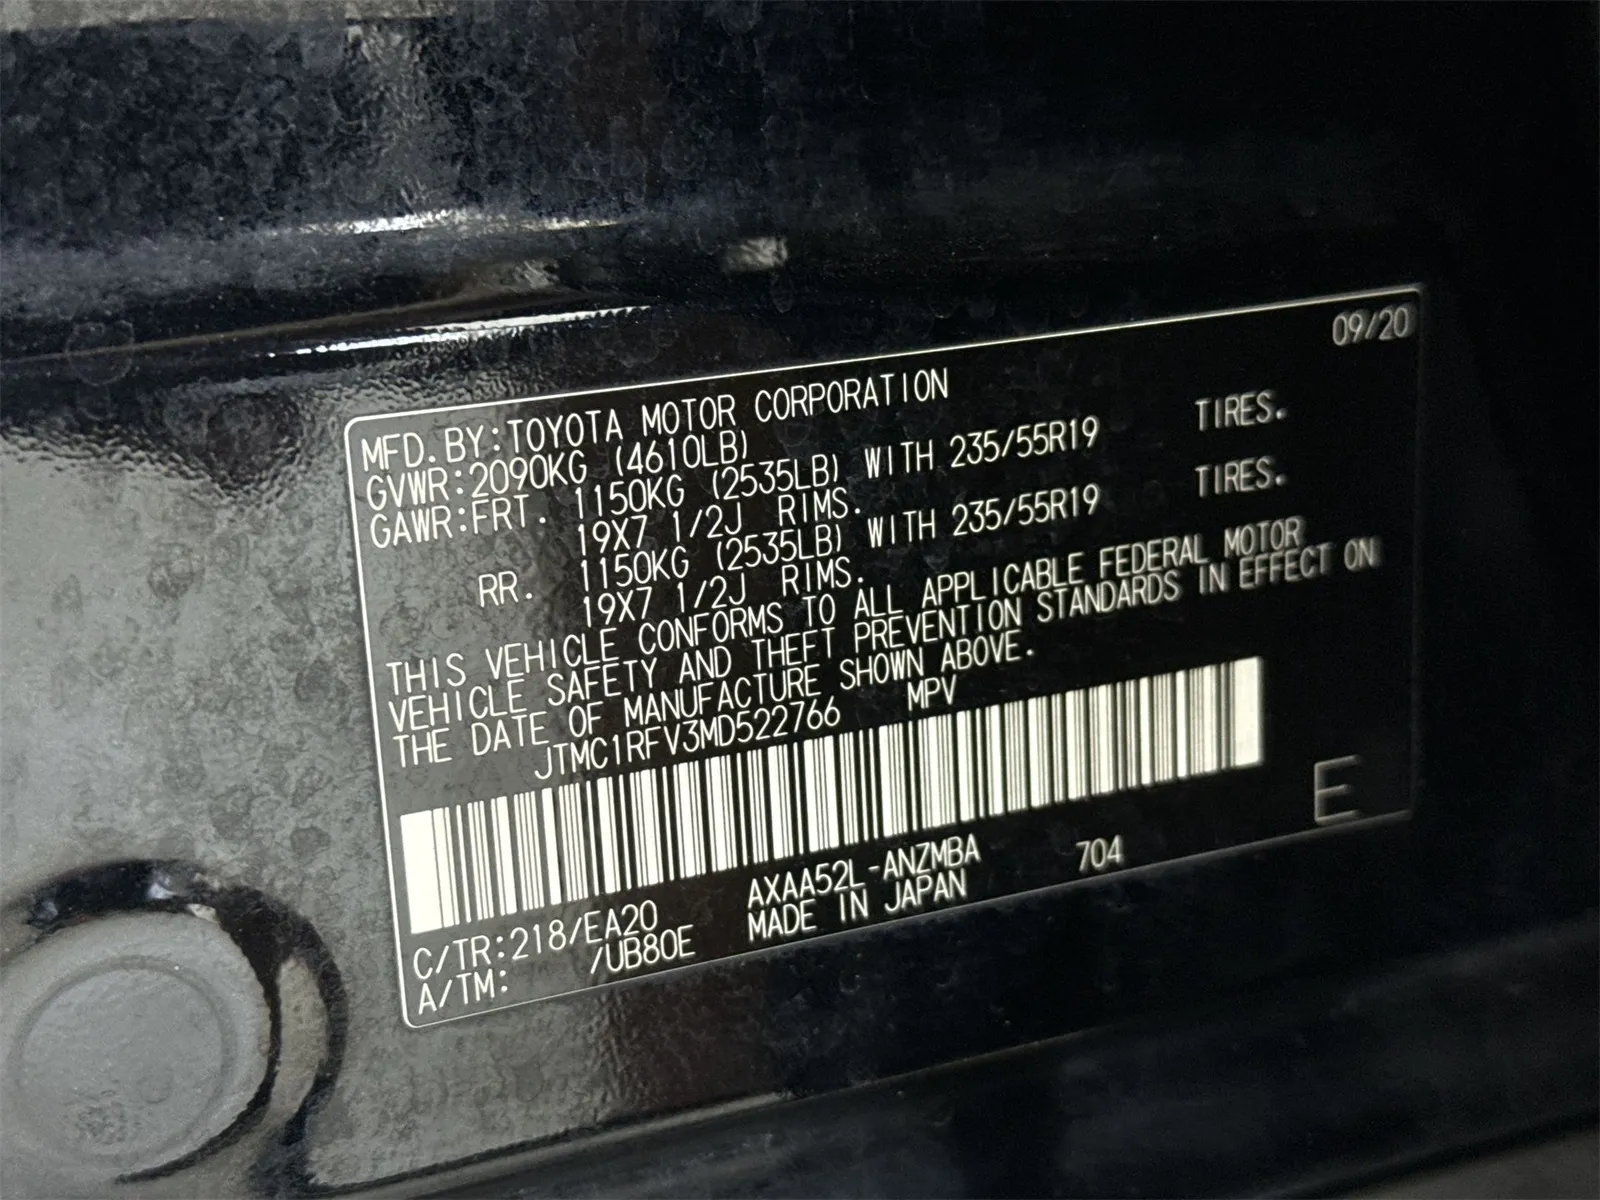 09/20
MFD.BY:TOYOTA MOTOR CORPORATION
GVWR:2090KG (4610LB)
GAWR:FRT. 1150KG (2535LB) WITH 235/55R19 TIRES.
19X7 1/2J RIMS.
RR. 1150KG (2535LB) WITH 235/55R19 TIRES.
19X7 1/2J RIMS.
THIS VEHICLE CONFORMS TO ALL APPLICABLE FEDERAL MOTOR
VEHICLE SAFETY AND THEFT PREVENTION STANDARDS IN EFFECT ON
THE DATE OF MANUFACTURE SHOWN ABOVE.
JTMC1RFV3MD522766 MPV
E
C/TR:218/EA20 AXAA52L-ANZMBA 704
A/TM: /UB80E MADE IN JAPAN